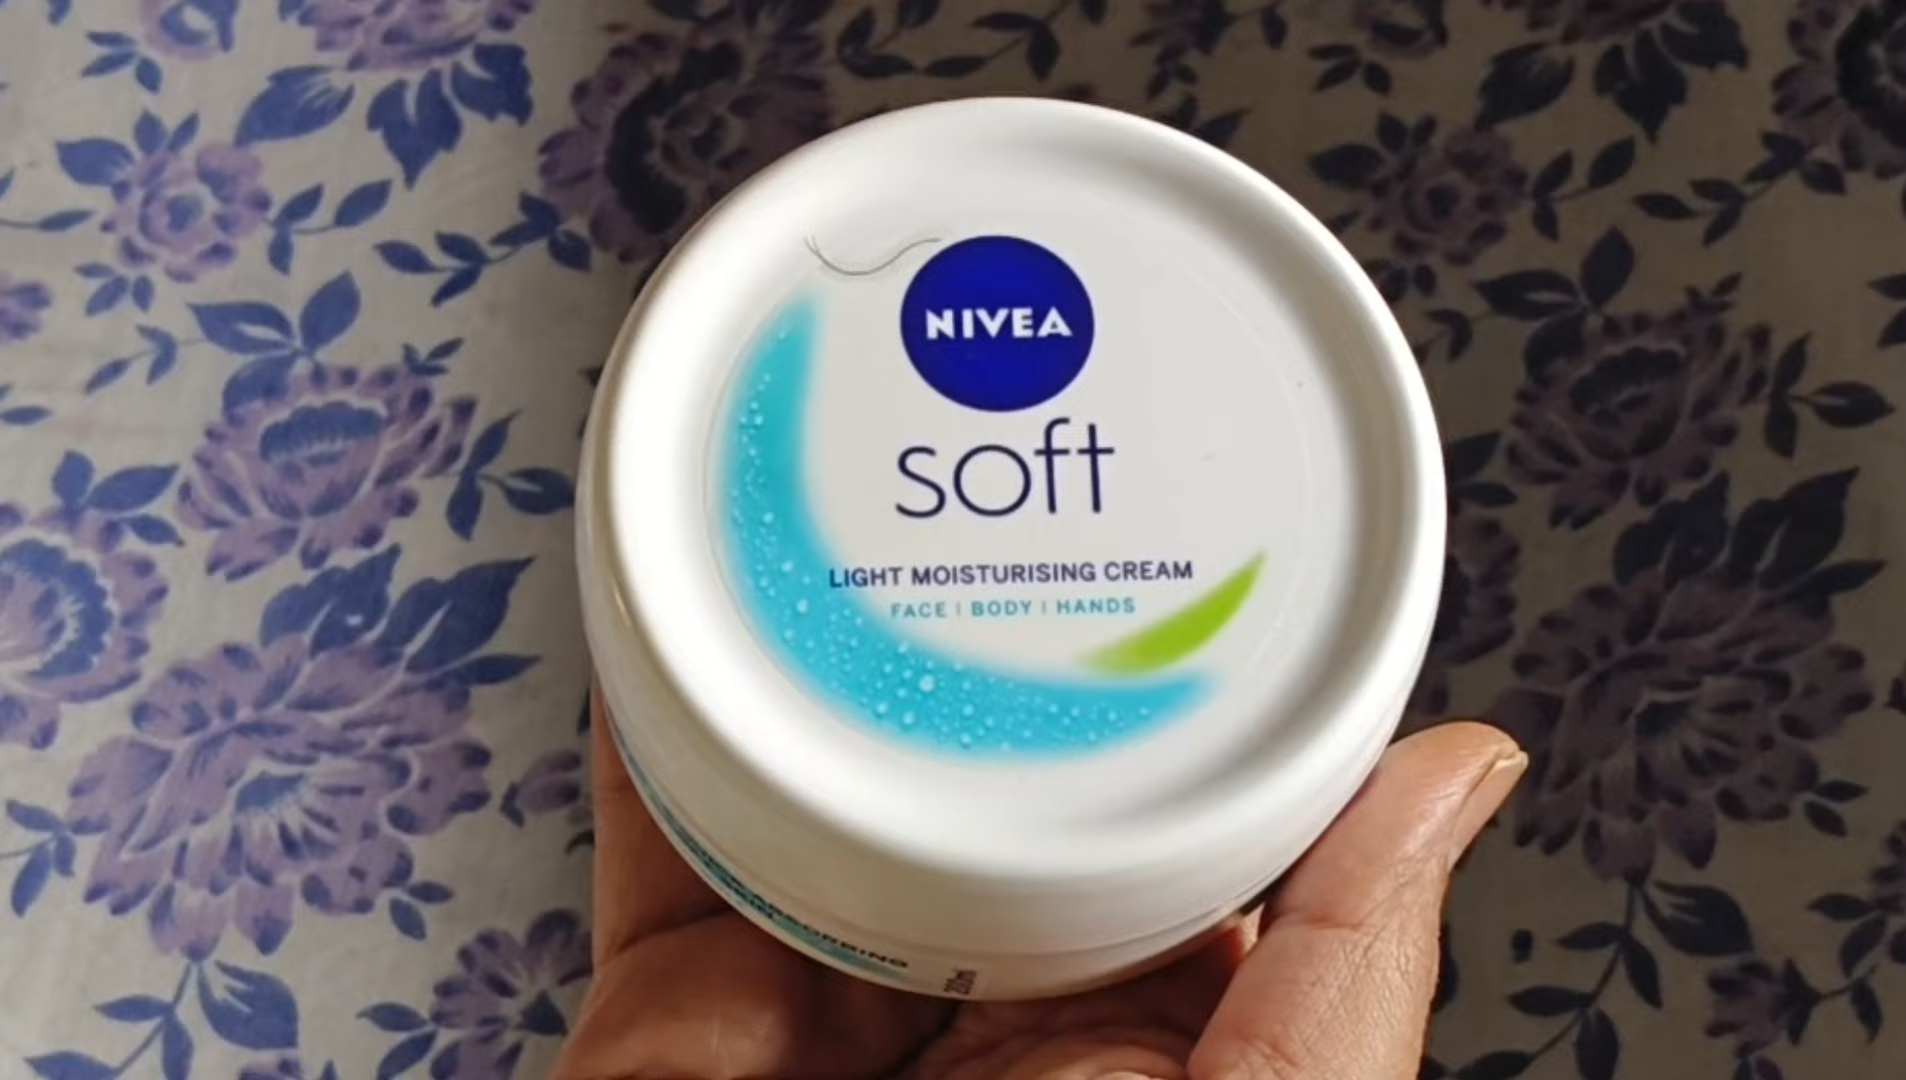 NIVEA
soft
LIGHT MOISTURISING CREAM
FACE | BODY | HANDS